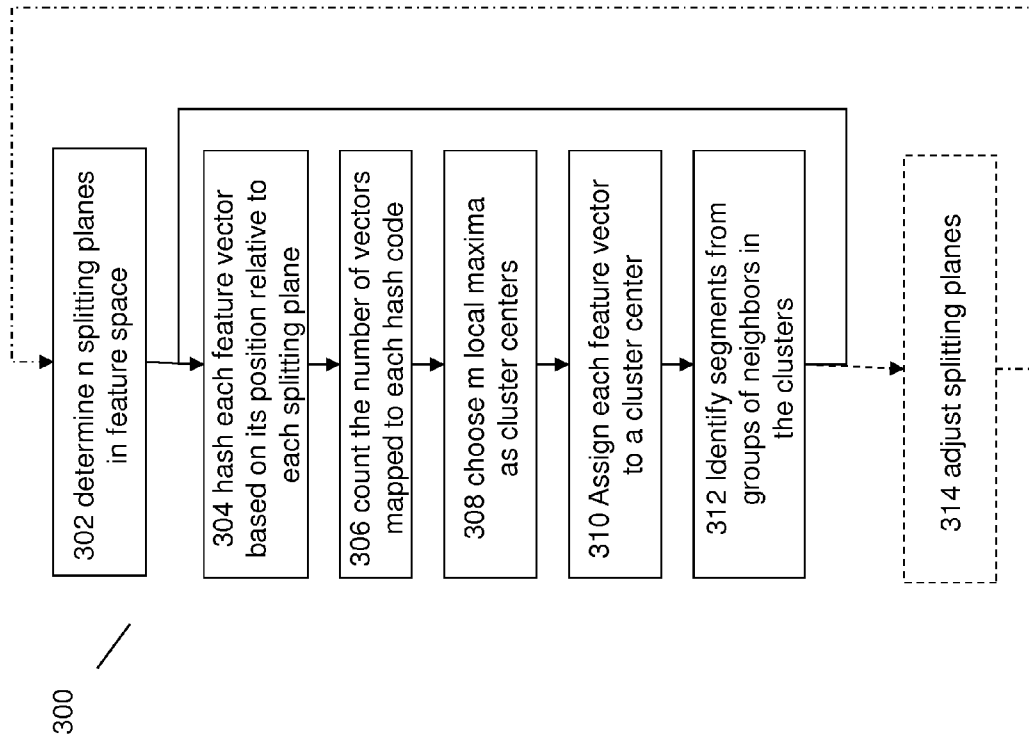 300
302 determine n splitting planes
in feature space
304 hash each feature vector
based on its position relative to
each splitting plane
306 count the number of vectors
mapped to each hash code
308 choose m local maxima
as cluster centers
310 Assign each feature vector
to a cluster center
312 Identify segments from
groups of neighbors in
the clusters
314 adjust splitting planes